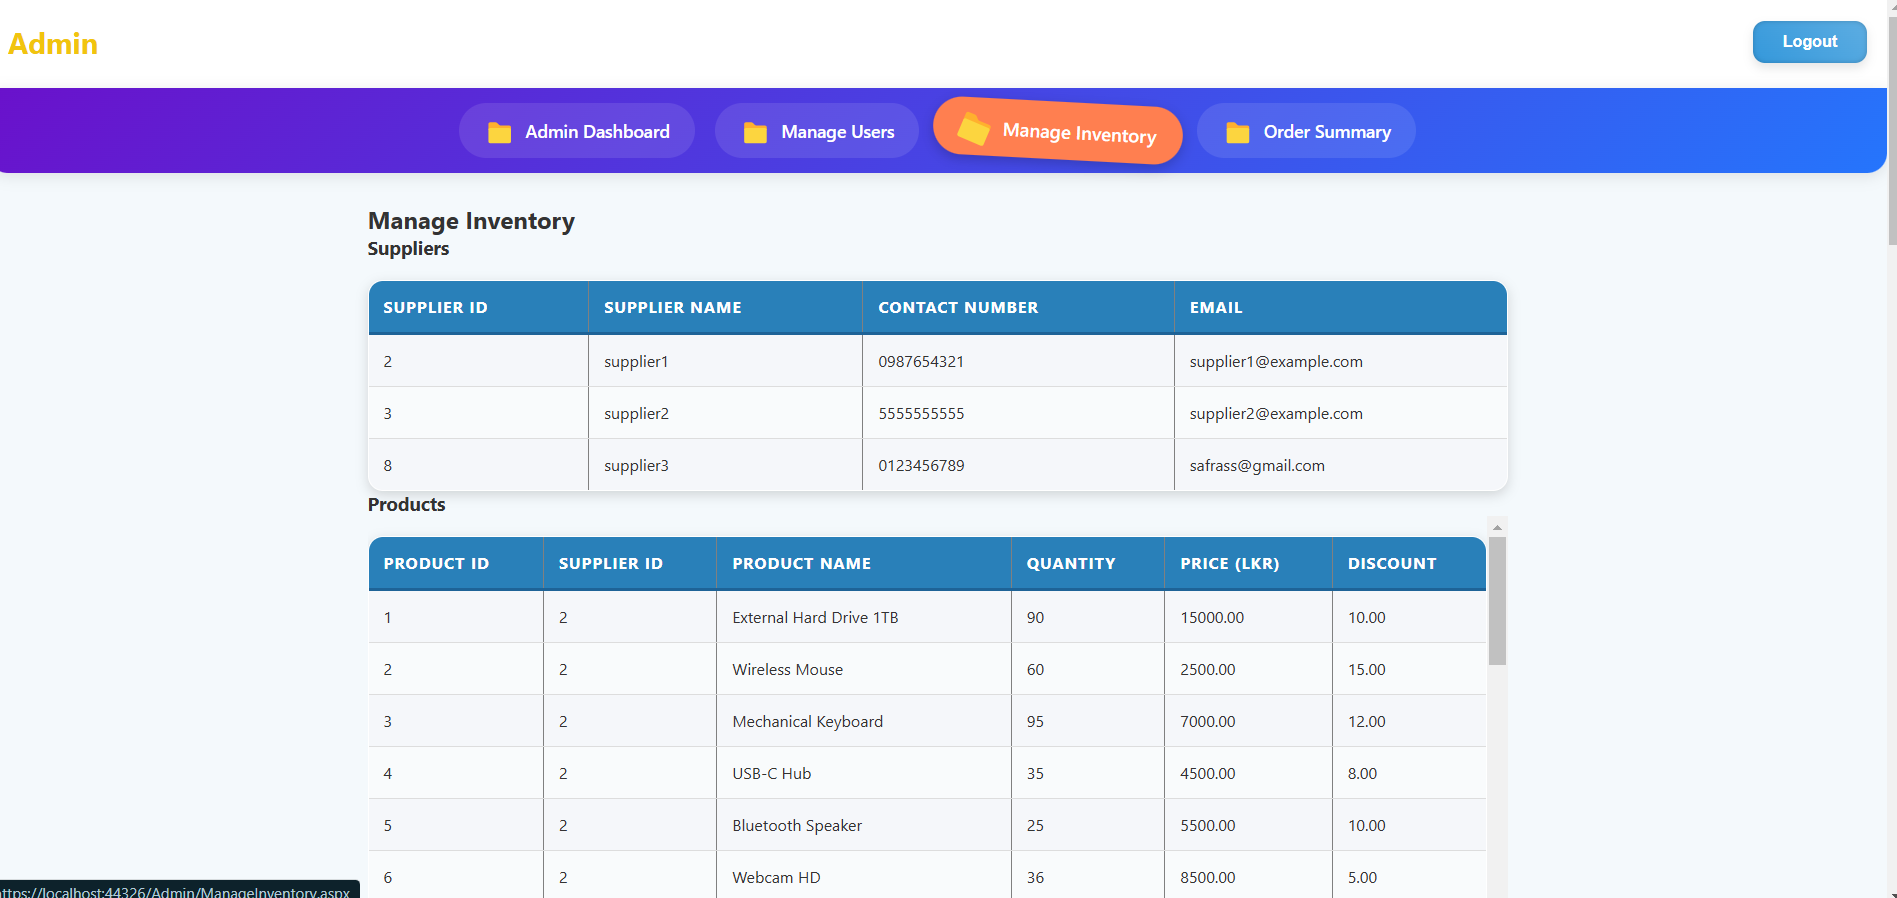 Admin
Logout
Admin Dashboard
Manage Users
Manage Inventory
Order Summary
Manage Inventory
Suppliers
SUPPLIER ID SUPPLIER NAME CONTACT NUMBER EMAIL
2 supplier1 0987654321 supplier1@example.com
3 supplier2 5555555555 supplier2@example.com
8 supplier3 0123456789 safrass@gmail.com
Products
PRODUCT ID SUPPLIER ID PRODUCT NAME QUANTITY PRICE (LKR) DISCOUNT
1 2 External Hard Drive 1TB 90 15000.00 10.00
2 2 Wireless Mouse 60 2500.00 15.00
3 2 Mechanical Keyboard 95 7000.00 12.00
4 2 USB-C Hub 35 4500.00 8.00
5 2 Bluetooth Speaker 25 5500.00 10.00
6 2 Webcam HD 36 8500.00 5.00
ttps://localhost:44326/Admin/ManageInventory.aspx